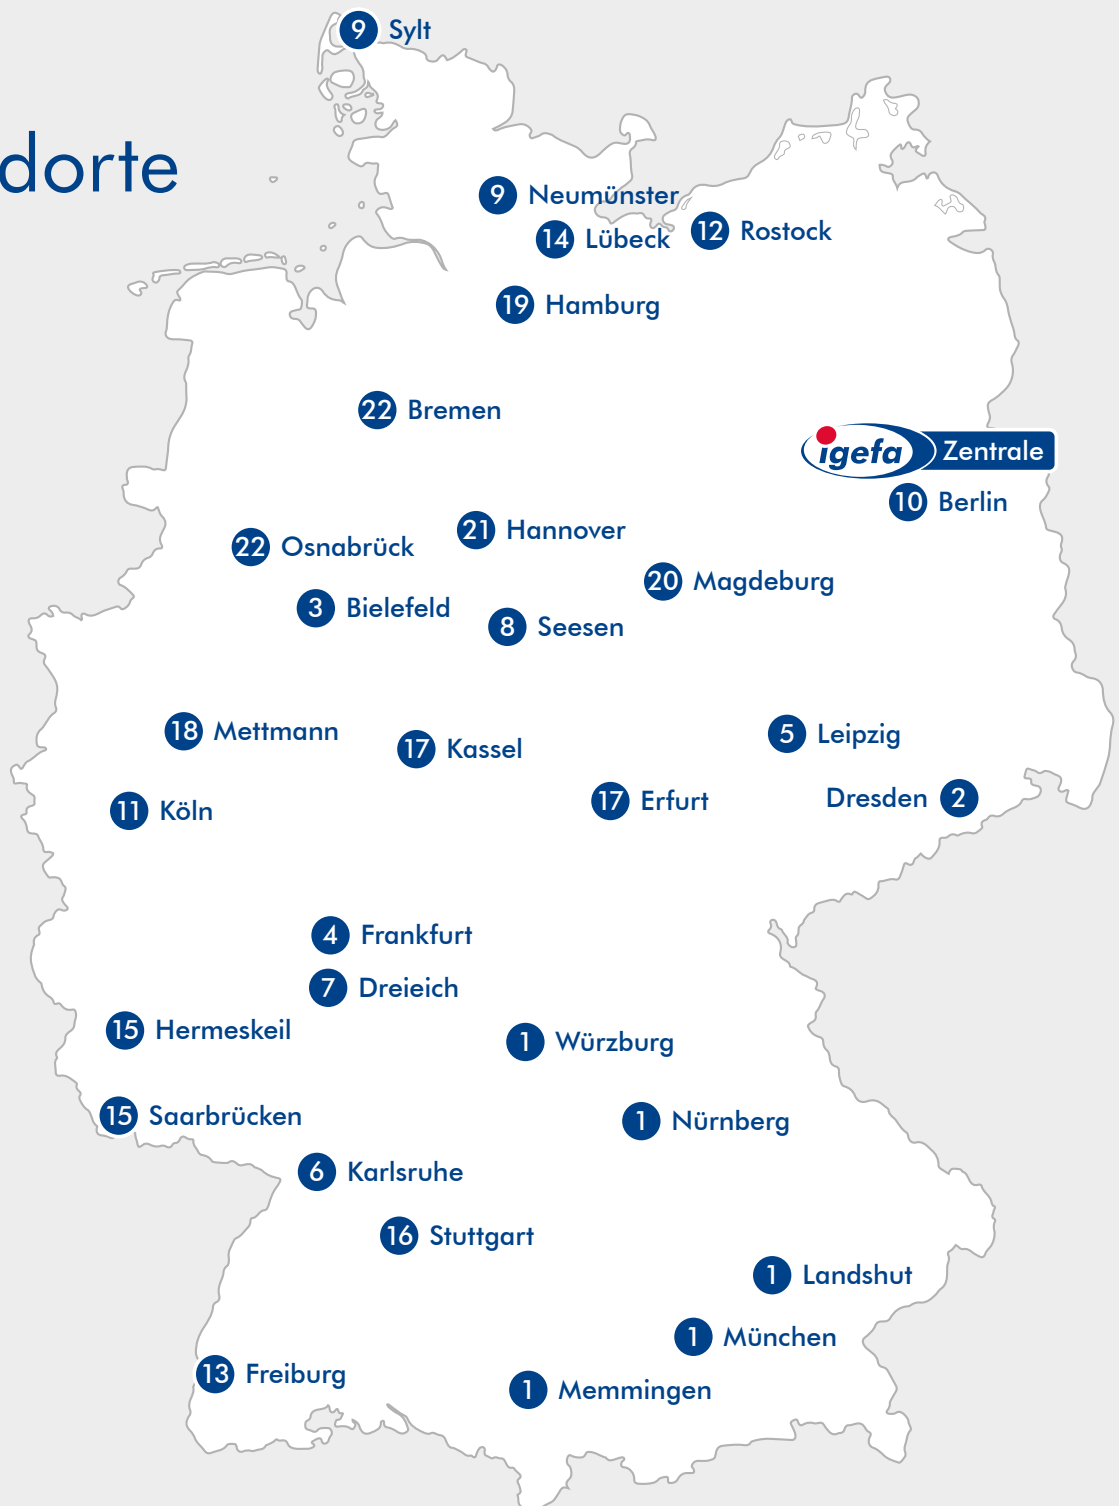 9 Sylt
dorte
9 Neumünster
12 Rostock
14 Lübeck
19 Hamburg
22 Bremen
igefa Zentrale
10 Berlin
21 Hannover
22 Osnabrück
20 Magdeburg
3 Bielefeld
8 Seesen
18 Mettmann
5 Leipzig
17 Kassel
Dresden 2
17 Erfurt
11 Köln
4 Frankfurt
7 Dreieich
15 Hermeskeil
1 Würzburg
15 Saarbrücken
1 Nürnberg
6 Karlsruhe
16 Stuttgart
1 Landshut
1 München
13 Freiburg
1 Memmingen